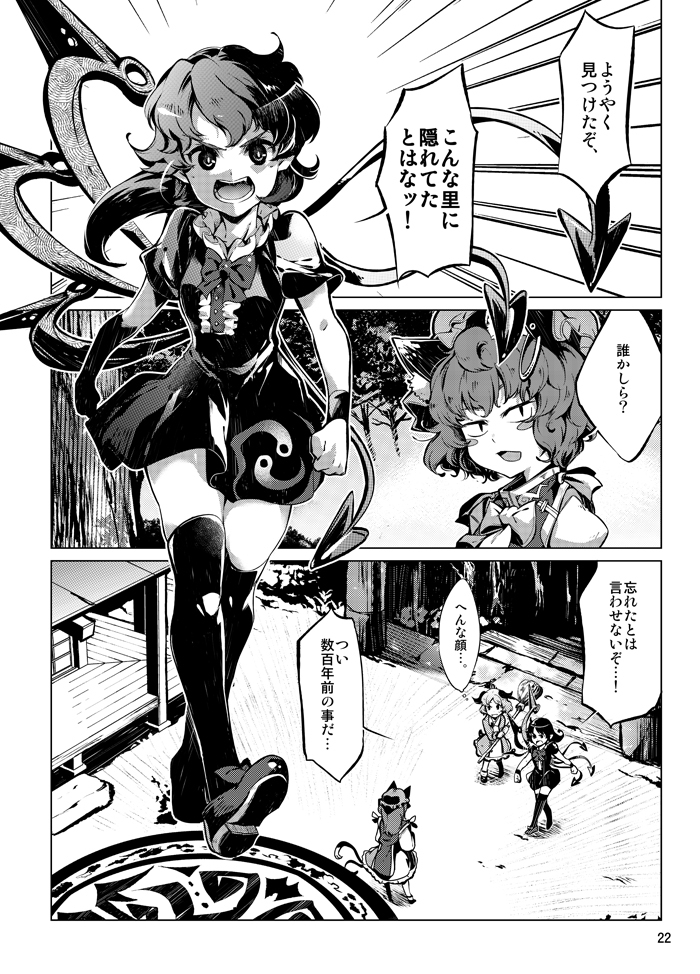 ようやく
見つけたぞ、
こんな里に
隠れてた
とはなッ！
誰かしら？
忘れたとは
言わせないぞ…！
へんな顔…。
つい
数百年前の事だ…
22